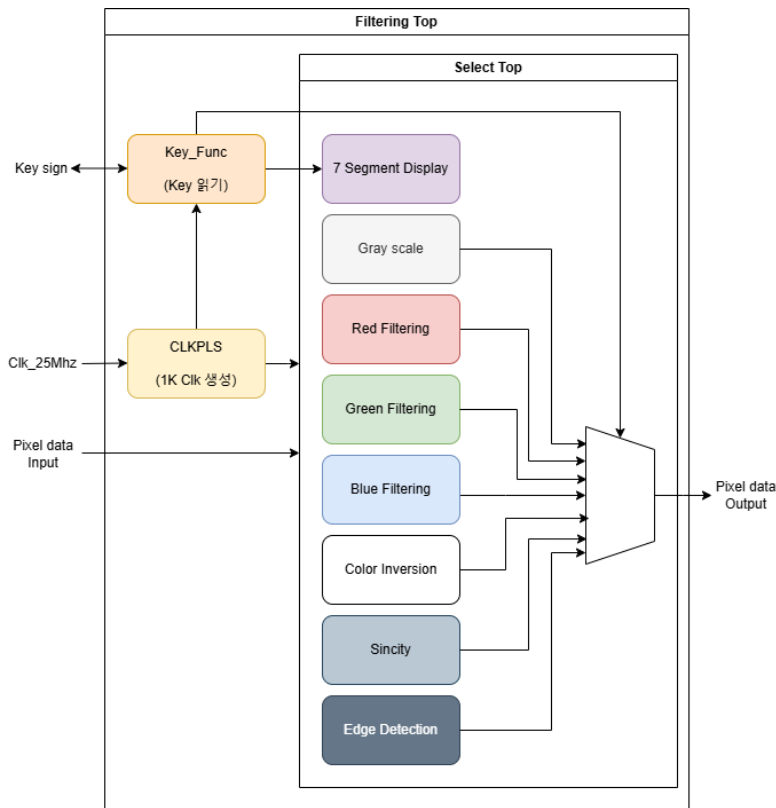 Filtering Top
Select Top
Key sign
Key_Func
(Key 읽기)
7 Segment Display
Gray scale
Red Filtering
Clk_25Mhz
CLKPLS
(1K Clk 생성)
Green Filtering
Pixel data
Input
Blue Filtering
Pixel data
Output
Color Inversion
Sincity
Edge Detection